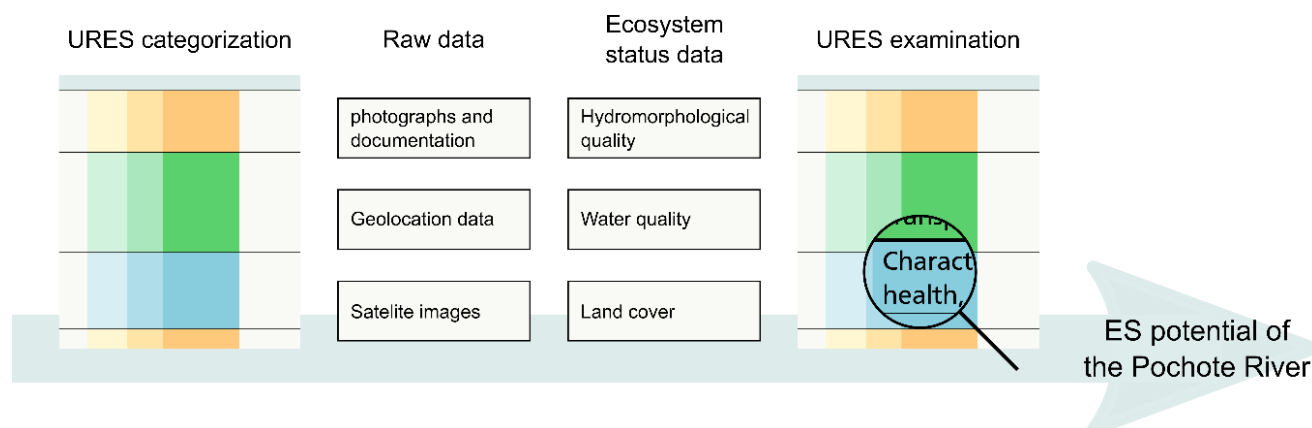 URES categorization
Raw data
Ecosystem
status data
URES examination
photographs and
documentation
Hydromorphological
quality
Geolocation data
Water quality
Satelite images
Land cover
Charact
health,
ES potential of
the Pochote River